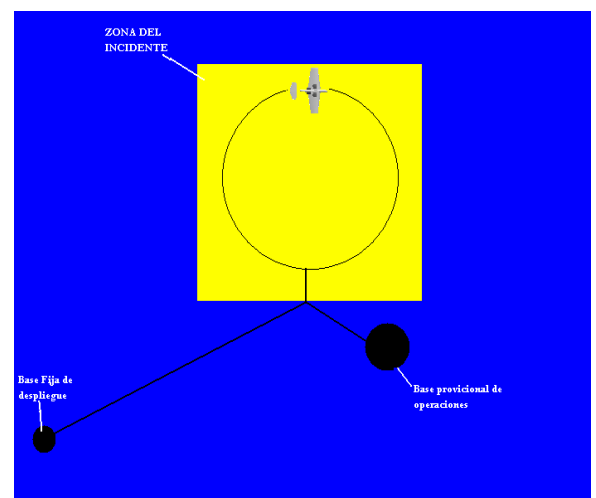 ZONA DEL
INCIDENTE
Base Fija de
despliegue
Base provicional de
operaciones